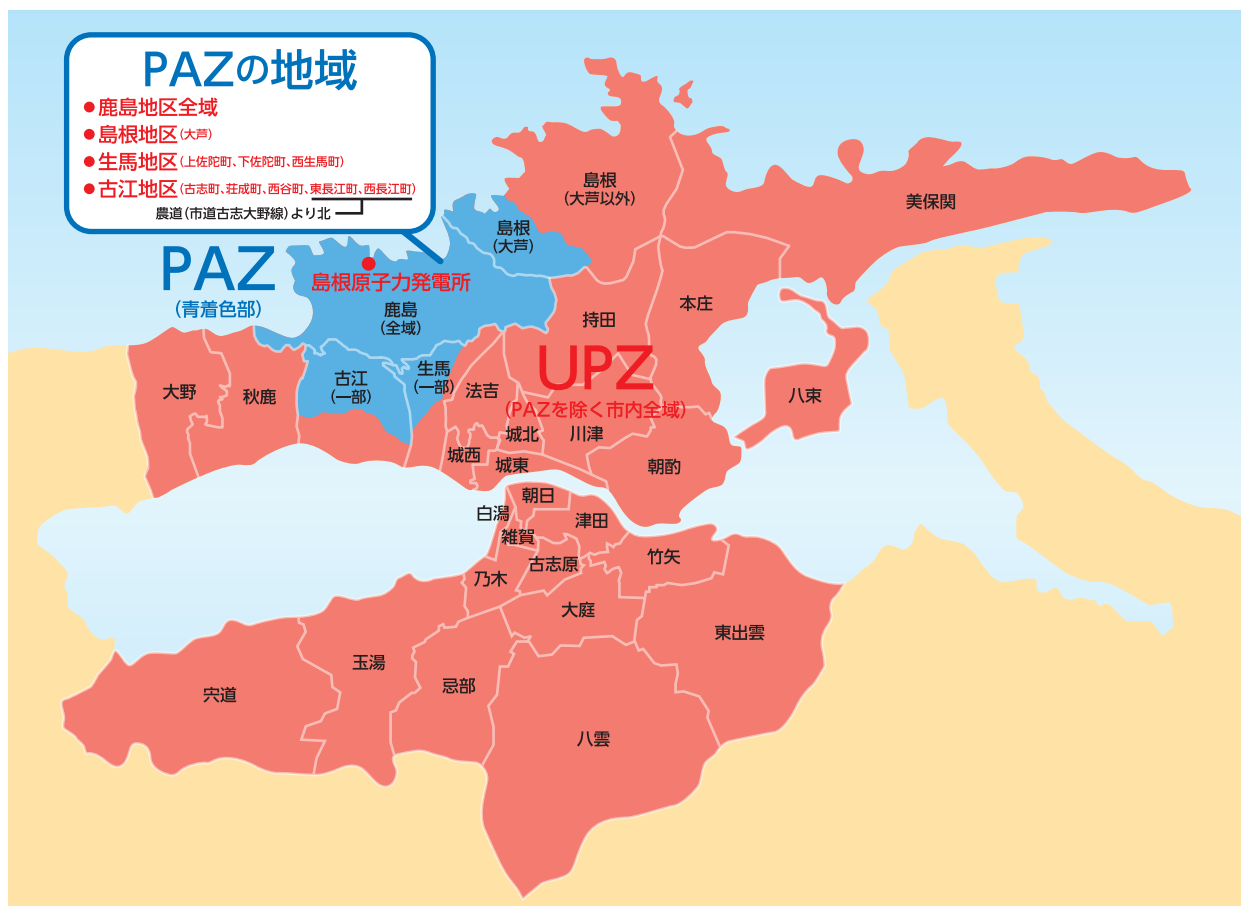 PAZの地域
●鹿島地区全域
●島根地区(大芦)
●生馬地区(上佐陀町、下佐陀町、西生馬町)
●古江地区(古志町、荘成町、西谷町、東長江町、西長江町)
農道(市道古志大野線)より北
PAZ
(青着色部)
島根原子力発電所
島根
(大芦以外)
美保関
島根
(大芦)
鹿島
(全域)
本庄
持田
UPZ
(PAZを除く市内全域)
生馬
(一部)
古江
(一部)
大野
秋鹿
法吉
八束
城北
川津
城西
城東
朝酌
朝日
白潟
津田
雑賀
古志原
竹矢
乃木
大庭
東出雲
玉湯
忌部
宍道
八雲